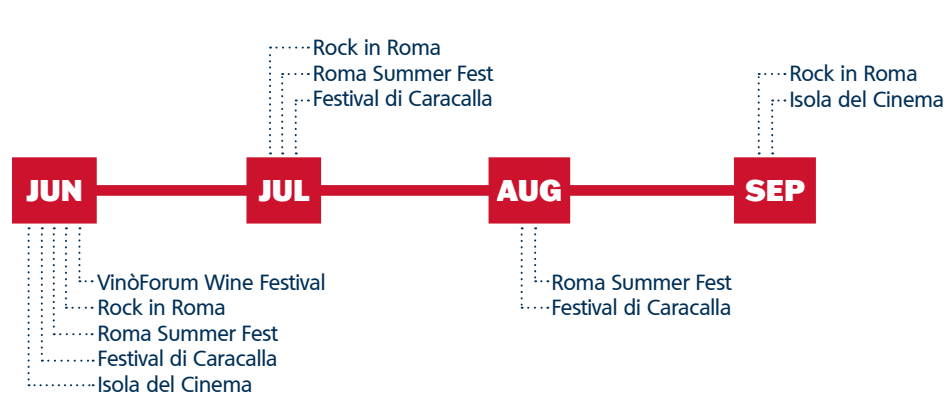 Rock in Roma
Roma Summer Fest
Festival di Caracalla
Rock in Roma
Isola del Cinema
JUN
JUL
AUG
SEP
VinòForum Wine Festival
Rock in Roma
Roma Summer Fest
Festival di Caracalla
Isola del Cinema
Roma Summer Fest
Festival di Caracalla